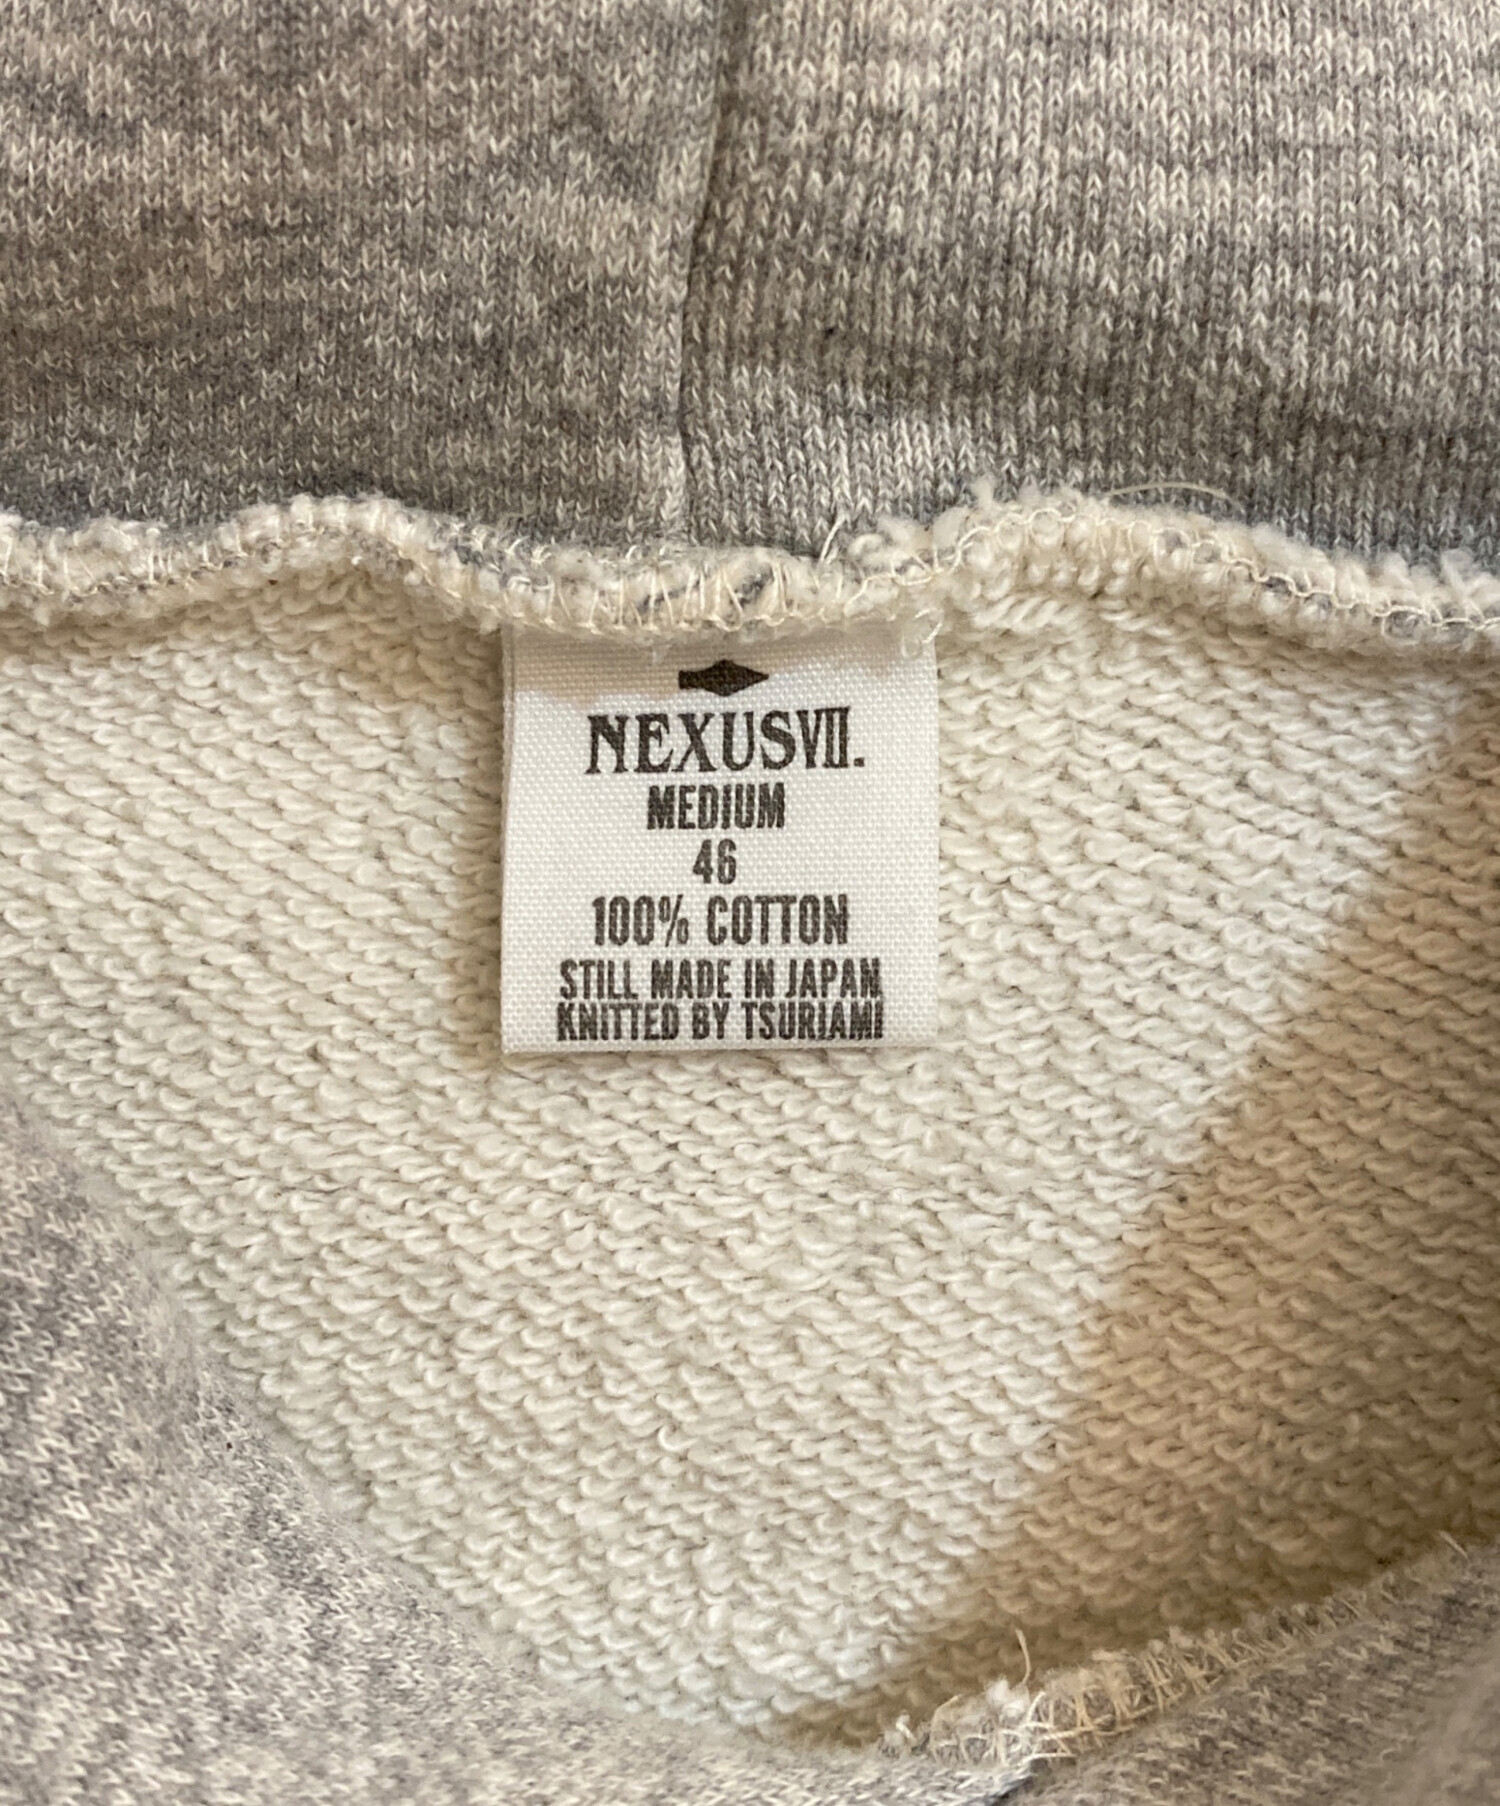 NEXUSVII.
MEDIUM
46
100% COTTON
STILL MADE IN JAPAN
KNITTED BY TSURIAMI